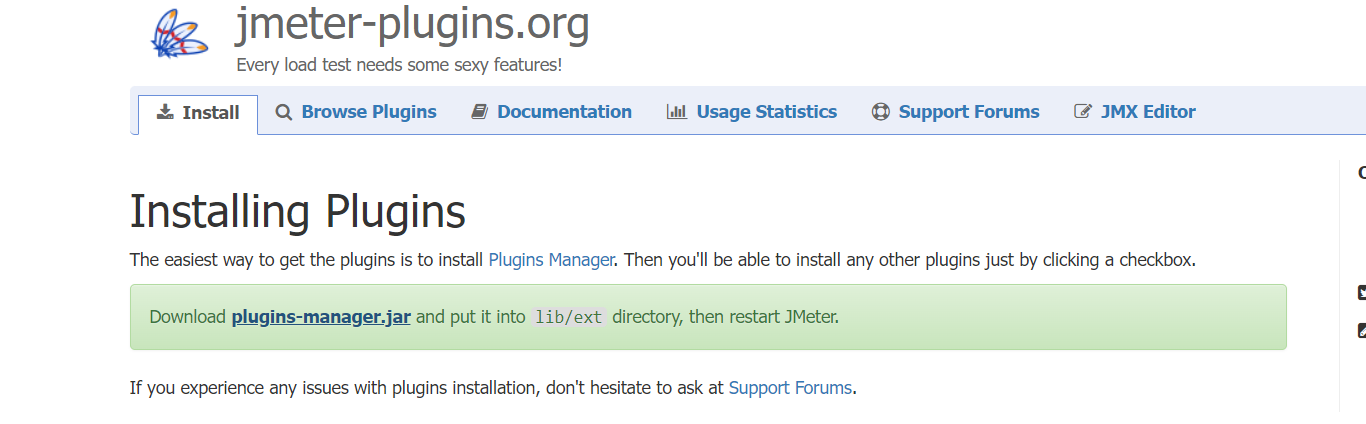 jmeter-plugins.org
Every load test needs some sexy features!
Install Browse Plugins Documentation Usage Statistics Support Forums JMX Editor
Installing Plugins
The easiest way to get the plugins is to install Plugins Manager. Then you'll be able to install any other plugins just by clicking a checkbox.
Download plugins-manager.jar and put it into lib/ext directory, then restart JMeter.
If you experience any issues with plugins installation, don't hesitate to ask at Support Forums.